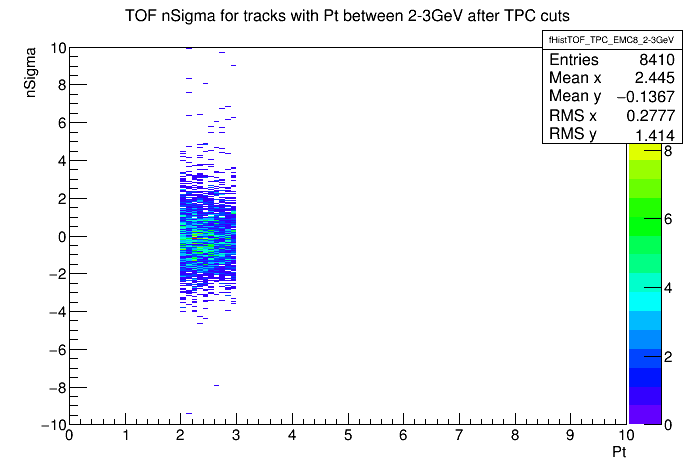 TOF nSigma for tracks with Pt between 2-3GeV after TPC cuts
fHistTOF_TPC_EMC8_2-3GeV
Entries 8410
Mean x 2.445
Mean y −0.1367
RMS x 0.2777
RMS y 1.414
nSigma
10
8
6
4
2
0
−2
−4
−6
−8
−10
0 1 2 3 4 5 6 7 8 9 10
Pt
8
6
4
2
0